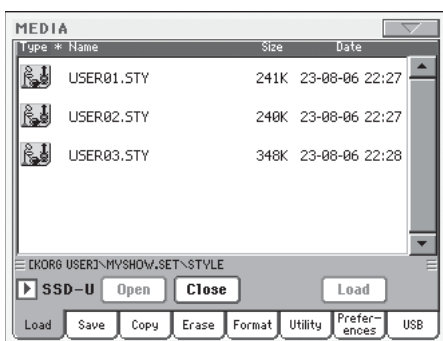 MEDIA
Type * Name Size Date
USER01.STY 241K 23-08-06 22:27
USER02.STY 240K 23-08-06 22:27
USER03.STY 348K 23-08-06 22:28
[KORG USER]\MYSHOW.SET\STYLE
SSD-U Open Close Load
Load Save Copy Erase Format Utility Prefer-ences USB